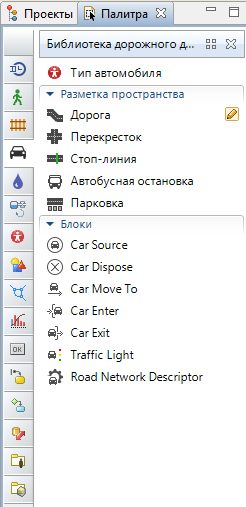 Проекты Палитра
Библиотека дорожного д...
Тип автомобиля
Разметка пространства
Дорога
Перекресток
Стоп-линия
Автобусная остановка
Парковка
Блоки
Car Source
Car Dispose
Car Move To
Car Enter
Car Exit
Traffic Light
Road Network Descriptor
OK